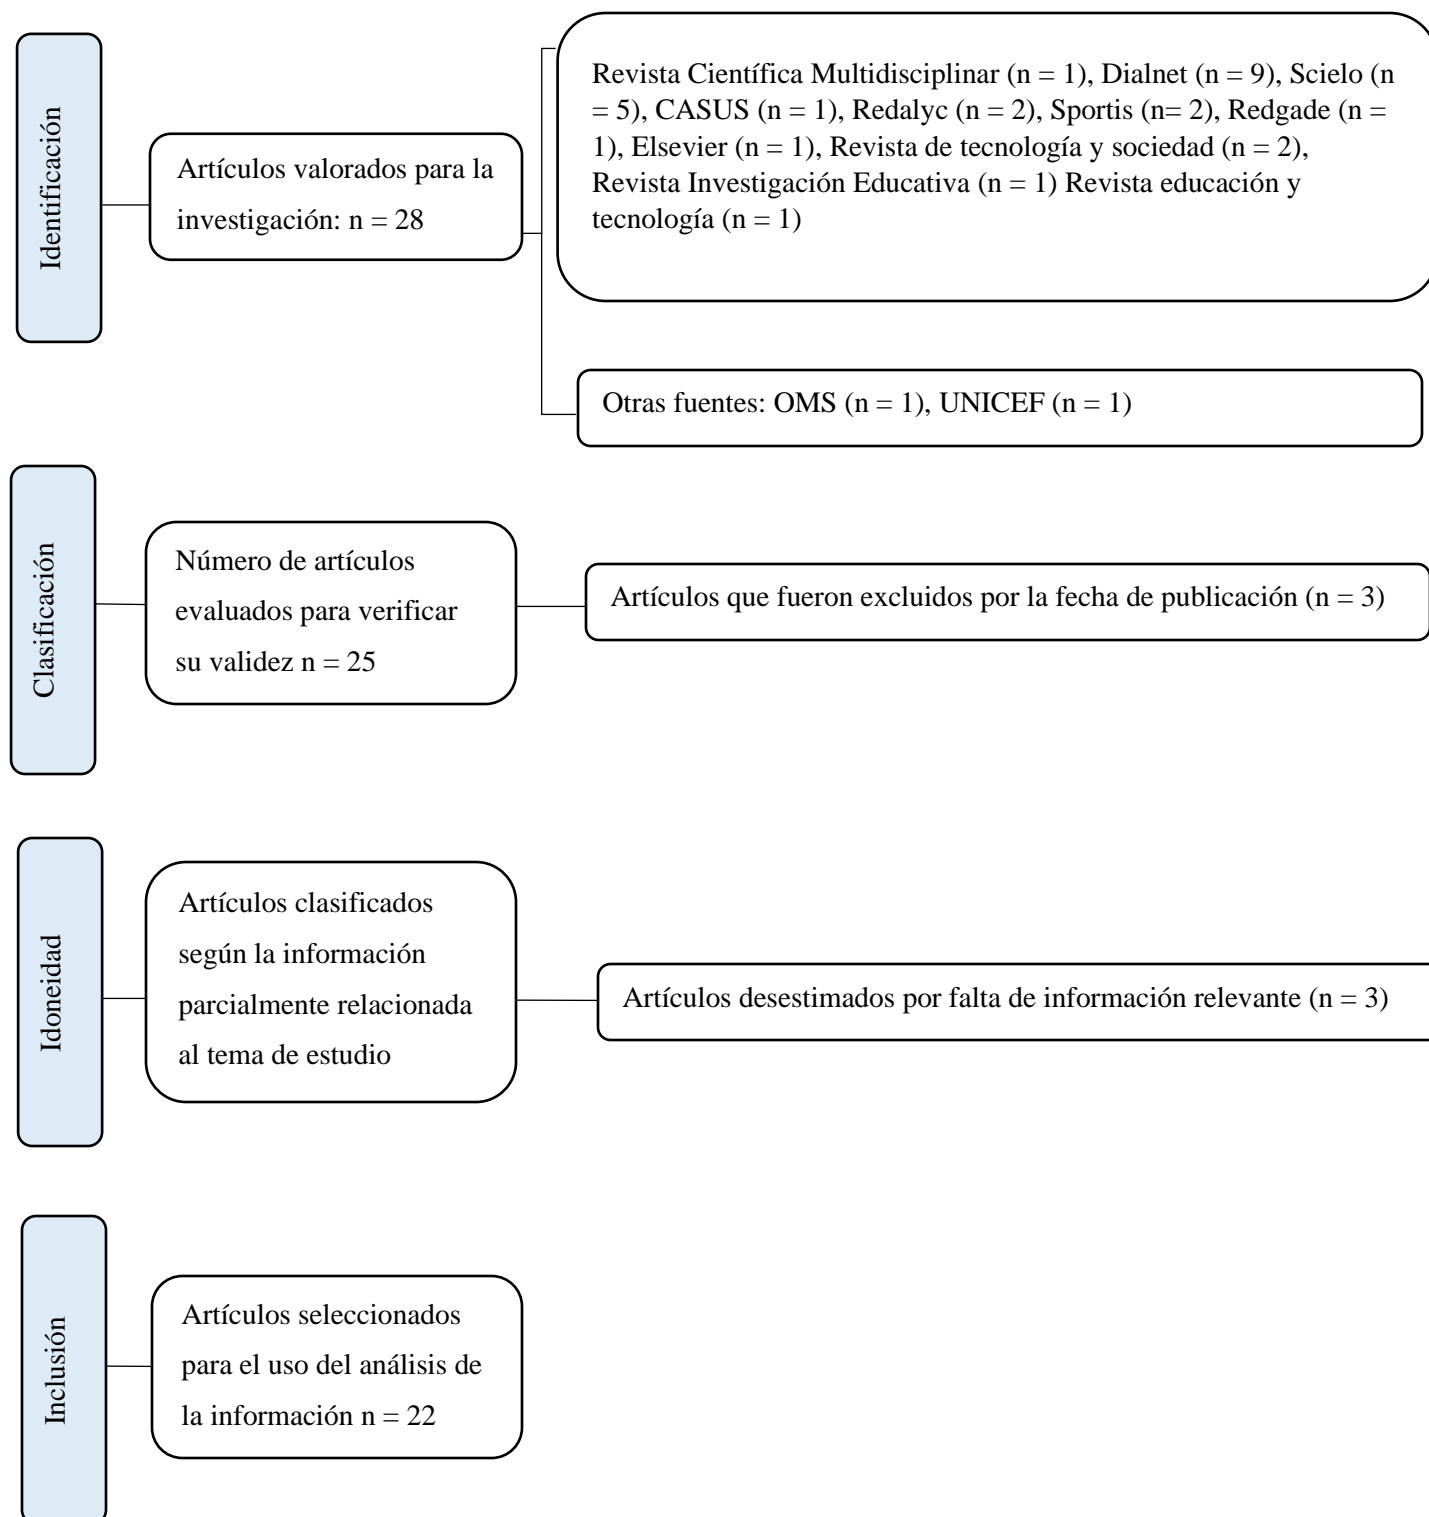 Identificación
Artículos valorados para la
investigación: n = 28
Revista Científica Multidisciplinar (n = 1), Dialnet (n = 9), Scielo (n
= 5), CASUS (n = 1), Redalyc (n = 2), Sportis (n= 2), Redgade (n =
1), Elsevier (n = 1), Revista de tecnología y sociedad (n = 2),
Revista Investigación Educativa (n = 1) Revista educación y
tecnología (n = 1)
Otras fuentes: OMS (n = 1), UNICEF (n = 1)
Clasificación
Número de artículos
evaluados para verificar
su validez n = 25
Artículos que fueron excluidos por la fecha de publicación (n = 3)
Idoneidad
Artículos clasificados
según la información
parcialmente relacionada
al tema de estudio
Artículos desestimados por falta de información relevante (n = 3)
Inclusión
Artículos seleccionados
para el uso del análisis de
la información n = 22